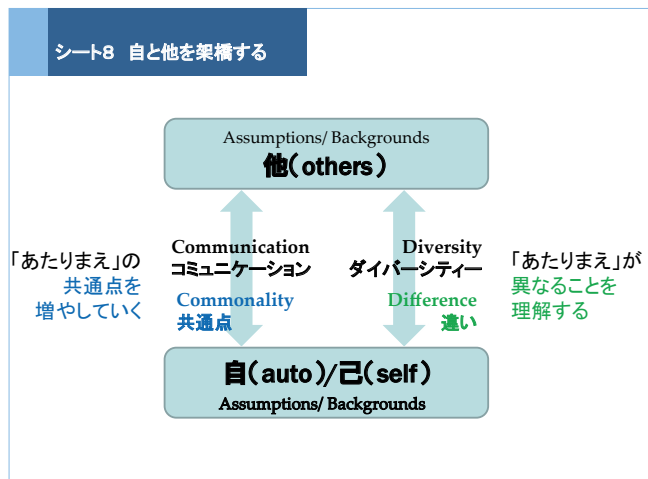 シート8 自と他を架橋する
Assumptions/ Backgrounds
他(others)
「あたりまえ」の
共通点を
増やしていく
Communication
コミュニケーション
Commonality
共通点
Diversity
ダイバーシティー
Difference
違い
「あたりまえ」が
異なることを
理解する
自(auto)/己(self)
Assumptions/ Backgrounds